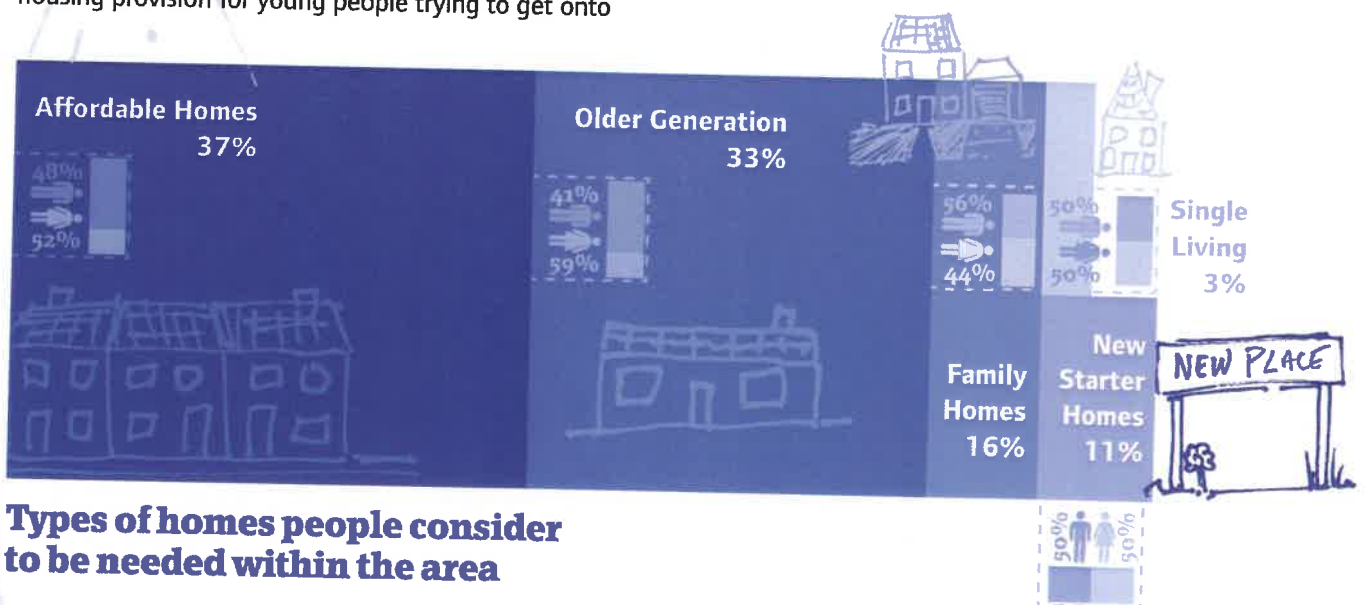 housing provision for young people trying to get onto
Affordable Homes
37%
48%
52%
Older Generation
33%
41%
59%
56%
44%
50%
50%
Single
Living
3%
Family
Homes
16%
New
Starter
Homes
11%
NEW PLACE
50%
50%
Types of homes people consider
to be needed within the area